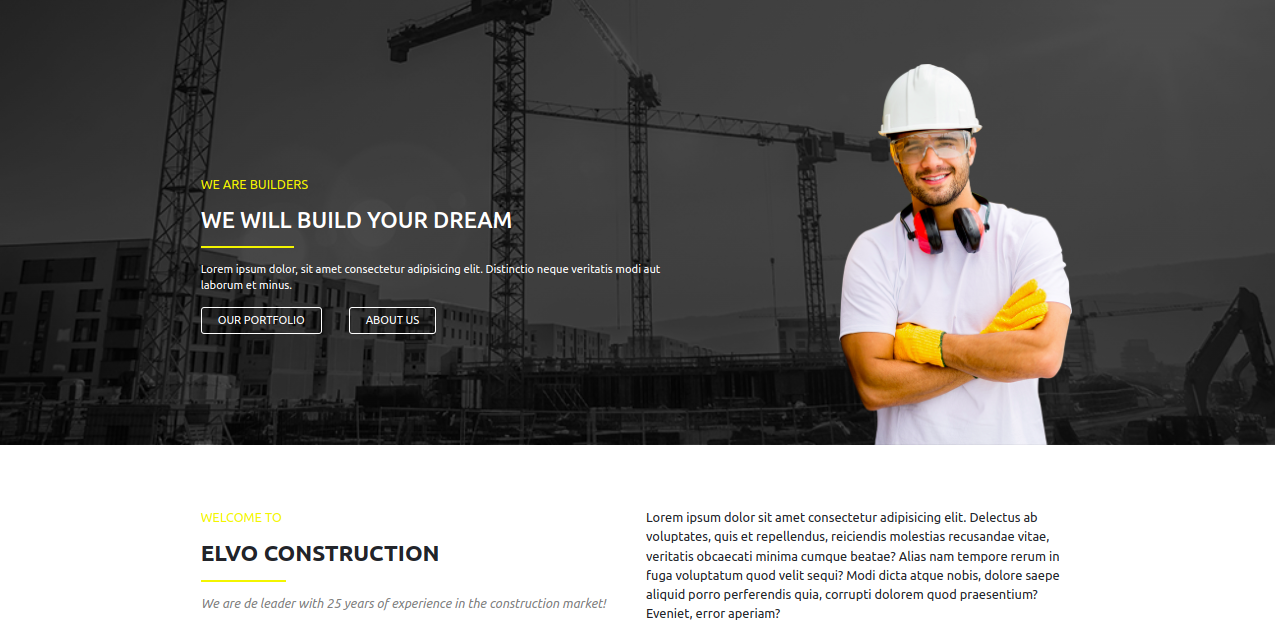 WE ARE BUILDERS
WE WILL BUILD YOUR DREAM
Lorem ipsum dolor, sit amet consectetur adipisicing elit. Distinctio neque veritatis modi aut
laborum et minus.
OUR PORTFOLIO
ABOUT US
WELCOME TO
ELVO CONSTRUCTION
We are de leader with 25 years of experience in the construction market!
Lorem ipsum dolor sit amet consectetur adipisicing elit. Delectus ab
voluptates, quis et repellendus, reiciendis molestias recusandae vitae,
veritatis obcaecati minima cumque beatae? Alias nam tempore rerum in
fuga voluptatum quod velit sequi? Modi dicta atque nobis, dolore saepe
aliquid porro perferendis quia, corrupti dolorem quod praesentium?
Eveniet, error aperiam?